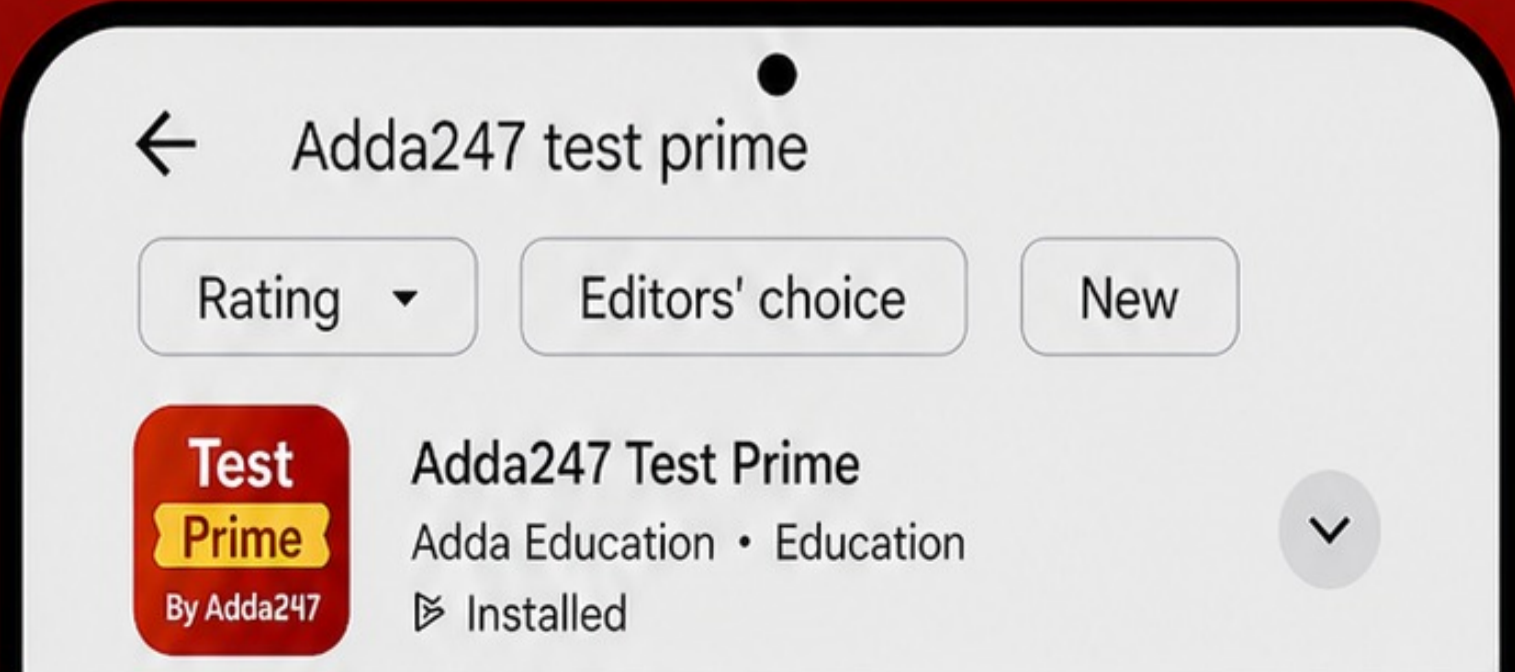 Adda247 test prime
Rating
Editors' choice
New
Test
Prime
By Adda247
Adda247 Test Prime
Adda Education • Education
Installed